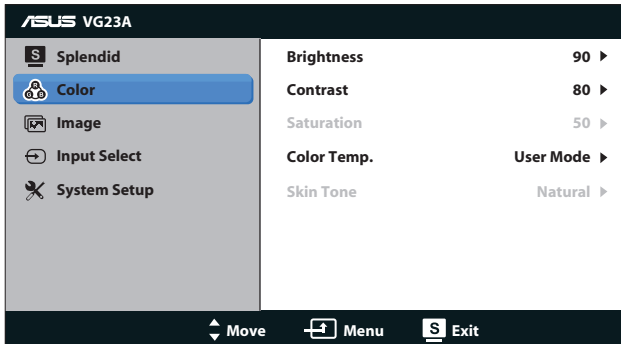 ASUS VG23A
S Splendid
Color
Image
Input Select
System Setup
Brightness 90
Contrast 80
Saturation 50
Color Temp. User Mode
Skin Tone Natural
Move Menu S Exit